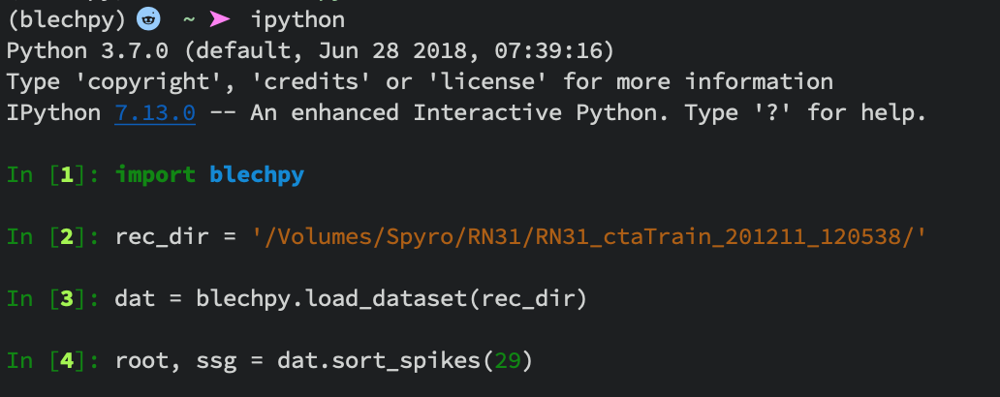 (blechpy) ~ ➤ ipython
Python 3.7.0 (default, Jun 28 2018, 07:39:16)
Type 'copyright', 'credits' or 'license' for more information
IPython 7.13.0 -- An enhanced Interactive Python. Type '?' for help.
In [1]: import blechpy
In [2]: rec_dir = '/Volumes/Spyro/RN31/RN31_ctaTrain_201211_120538/'
In [3]: dat = blechpy.load_dataset(rec_dir)
In [4]: root, ssg = dat.sort_spikes(29)